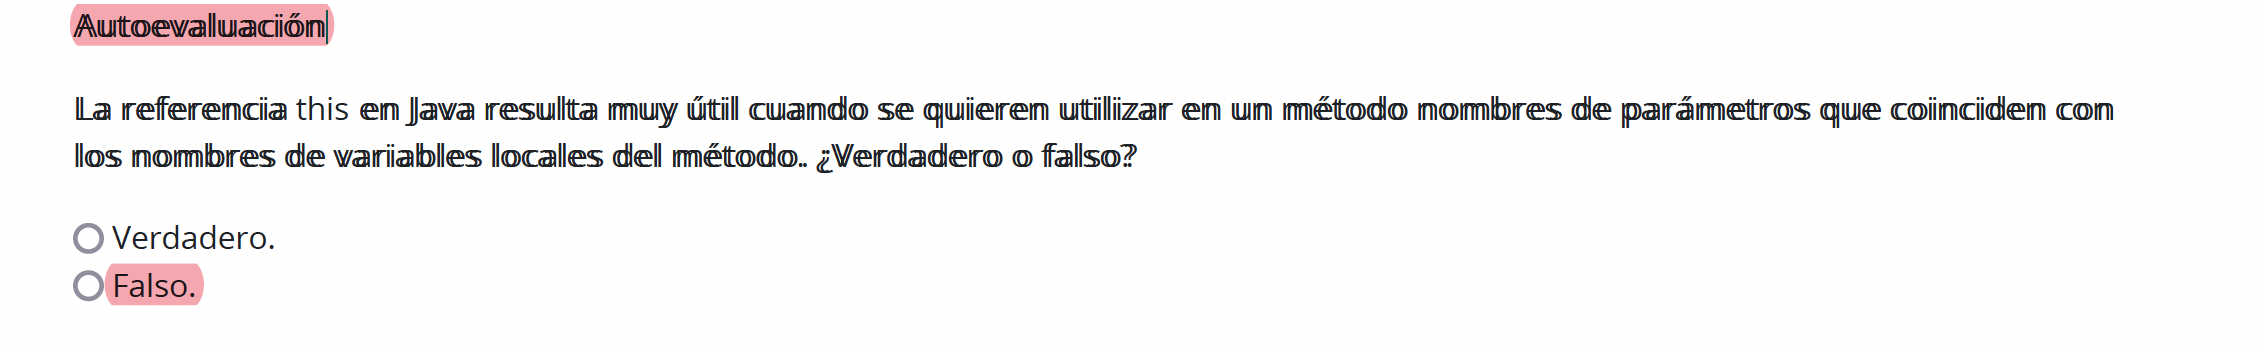 Autoevaluación
La referencia this en Java resulta muy útil cuando se quieren utilizar en un método nombres de parámetros que coinciden con
los nombres de variables locales del método. ¿Verdadero o falso?
Verdadero.
Falso.